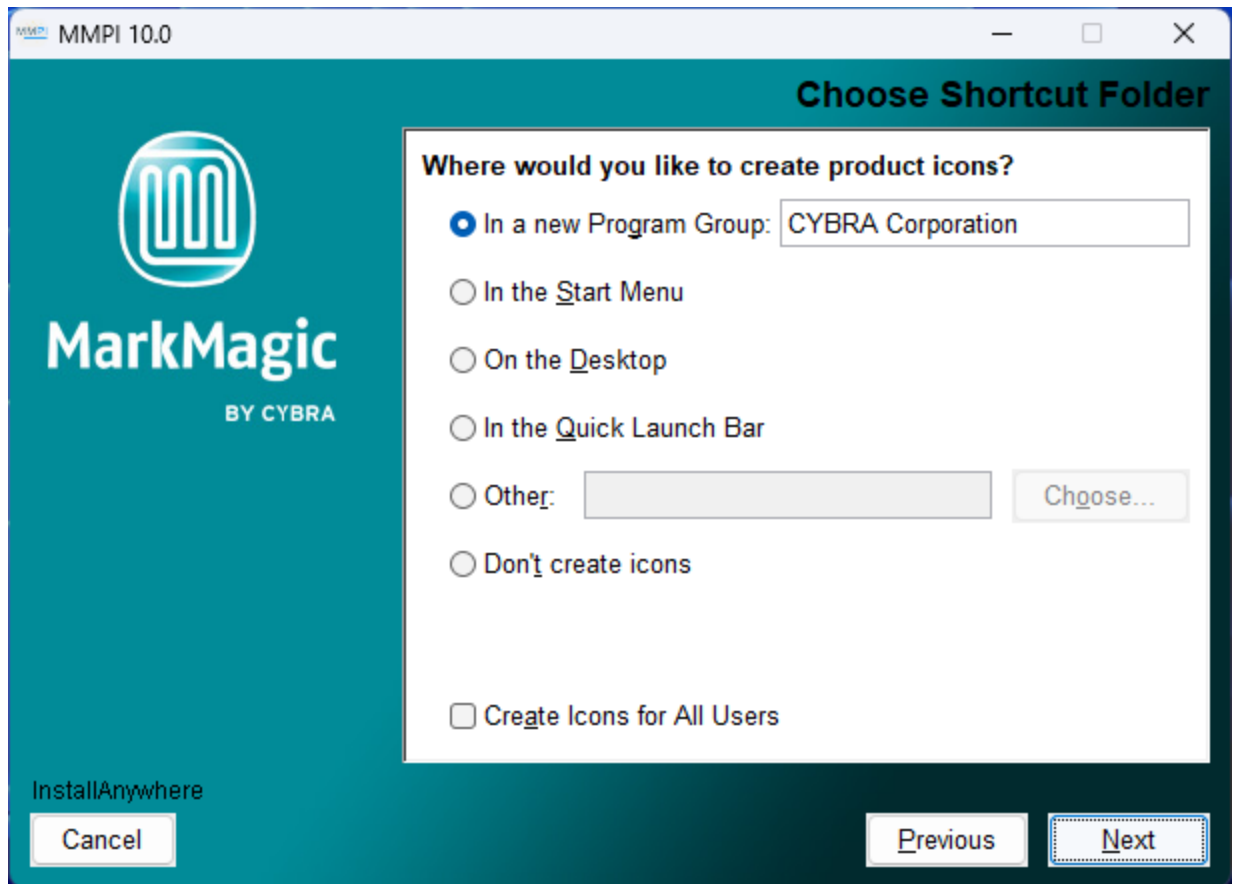 MMPI MMPI 10.0
Choose Shortcut Folder
MarkMagic
BY CYBRA
Where would you like to create product icons?
In a new Program Group: CYBRA Corporation
In the Start Menu
On the Desktop
In the Quick Launch Bar
Other: Choose...
Don't create icons
Create Icons for All Users
InstallAnywhere
Cancel Previous Next